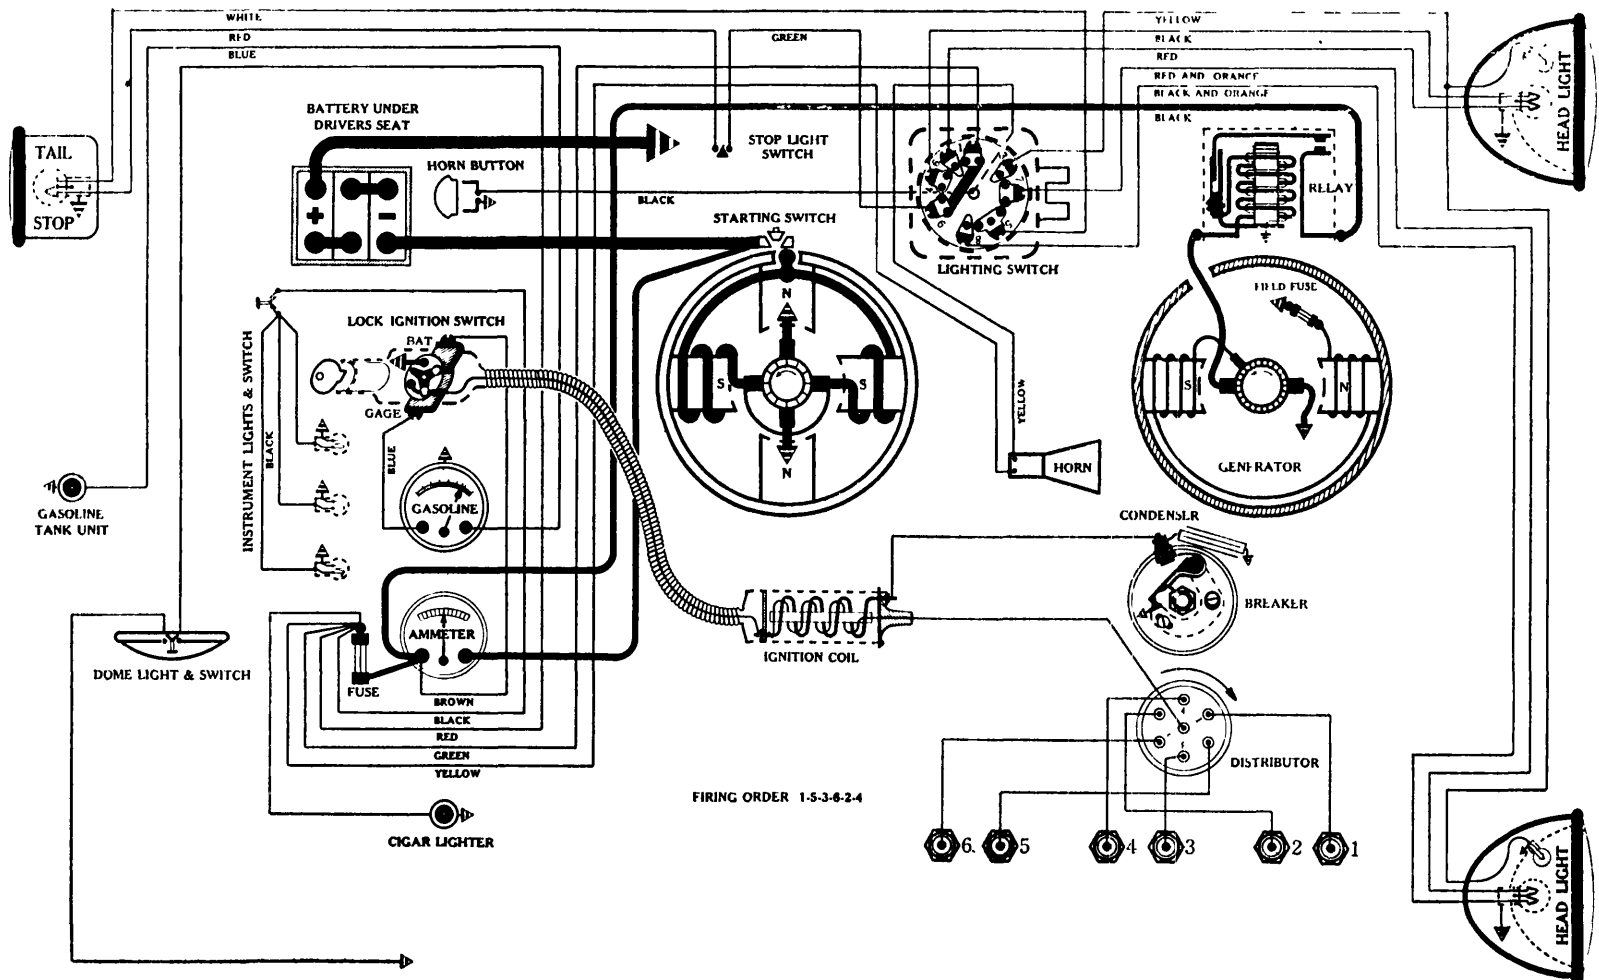 WHITE
RED
BLUE
GREEN
YELLOW
BLACK
RED
RED AND ORANGE
BLACK AND ORANGE
BLACK
HEAD LIGHT
TAIL
STOP
BATTERY UNDER
DRIVERS SEAT
+
-
HORN BUTTON
BLACK
STOP LIGHT
SWITCH
STARTING SWITCH
LIGHTING SWITCH
9
8
5
RELAY
FIELD FUSE
N
S
S
N
S
N
GENERATOR
INSTRUMENT LIGHTS & SWITCH
BLACK
LOCK IGNITION SWITCH
BAT
GAGE
BLUE
GASOLINE
GASOLINE
TANK UNIT
YELLOW
HORN
CONDENSER
BREAKER
IGNITION COIL
AMMETER
FUSE
DOME LIGHT & SWITCH
BROWN
BLACK
RED
GREEN
YELLOW
CIGAR LIGHTER
4
DISTRIBUTOR
FIRING ORDER 1-5-3-6-2-4
6.
5
4
3
2
1
HEAD LIGHT